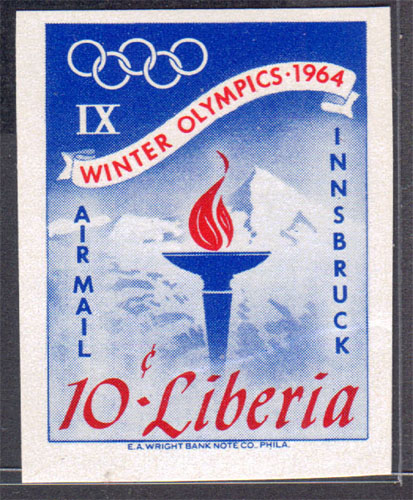 IX
WINTER OLYMPICS · 1964
INNSBRUCK
AIR MAIL
10¢ · Liberia
E.A. WRIGHT BANK NOTE CO., PHILA.